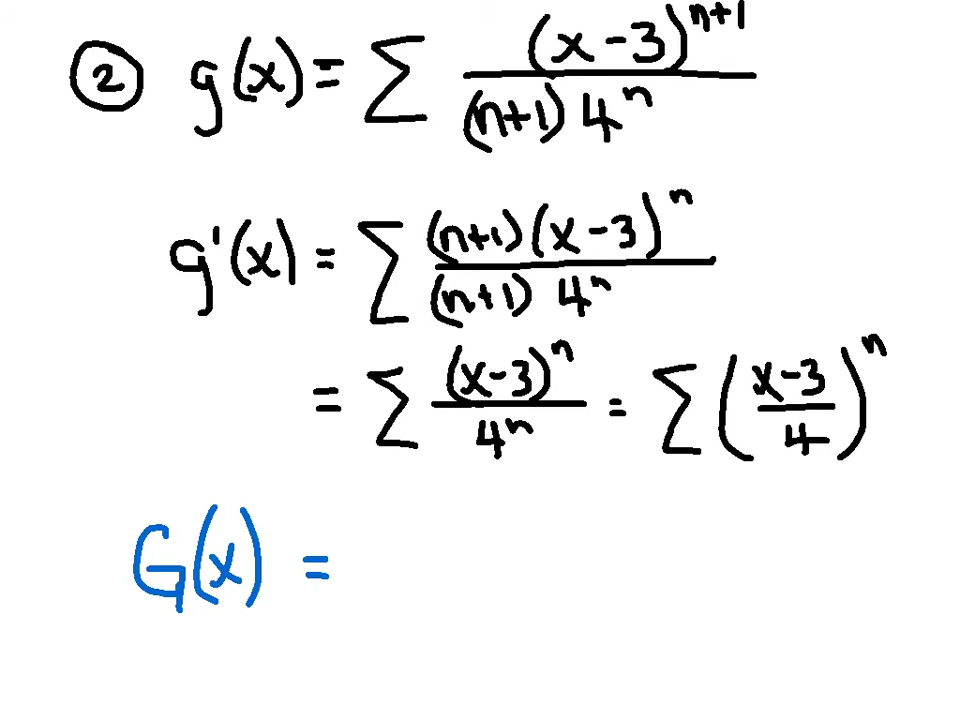 ② g(x) = ∑ (x-3)^(n+1) / (n+1) 4^n
g'(x) = ∑ (n+1)(x-3)^n / (n+1) 4^n
= ∑ (x-3)^n / 4^n = ∑ ( x-3 / 4 )^n
G(x) =